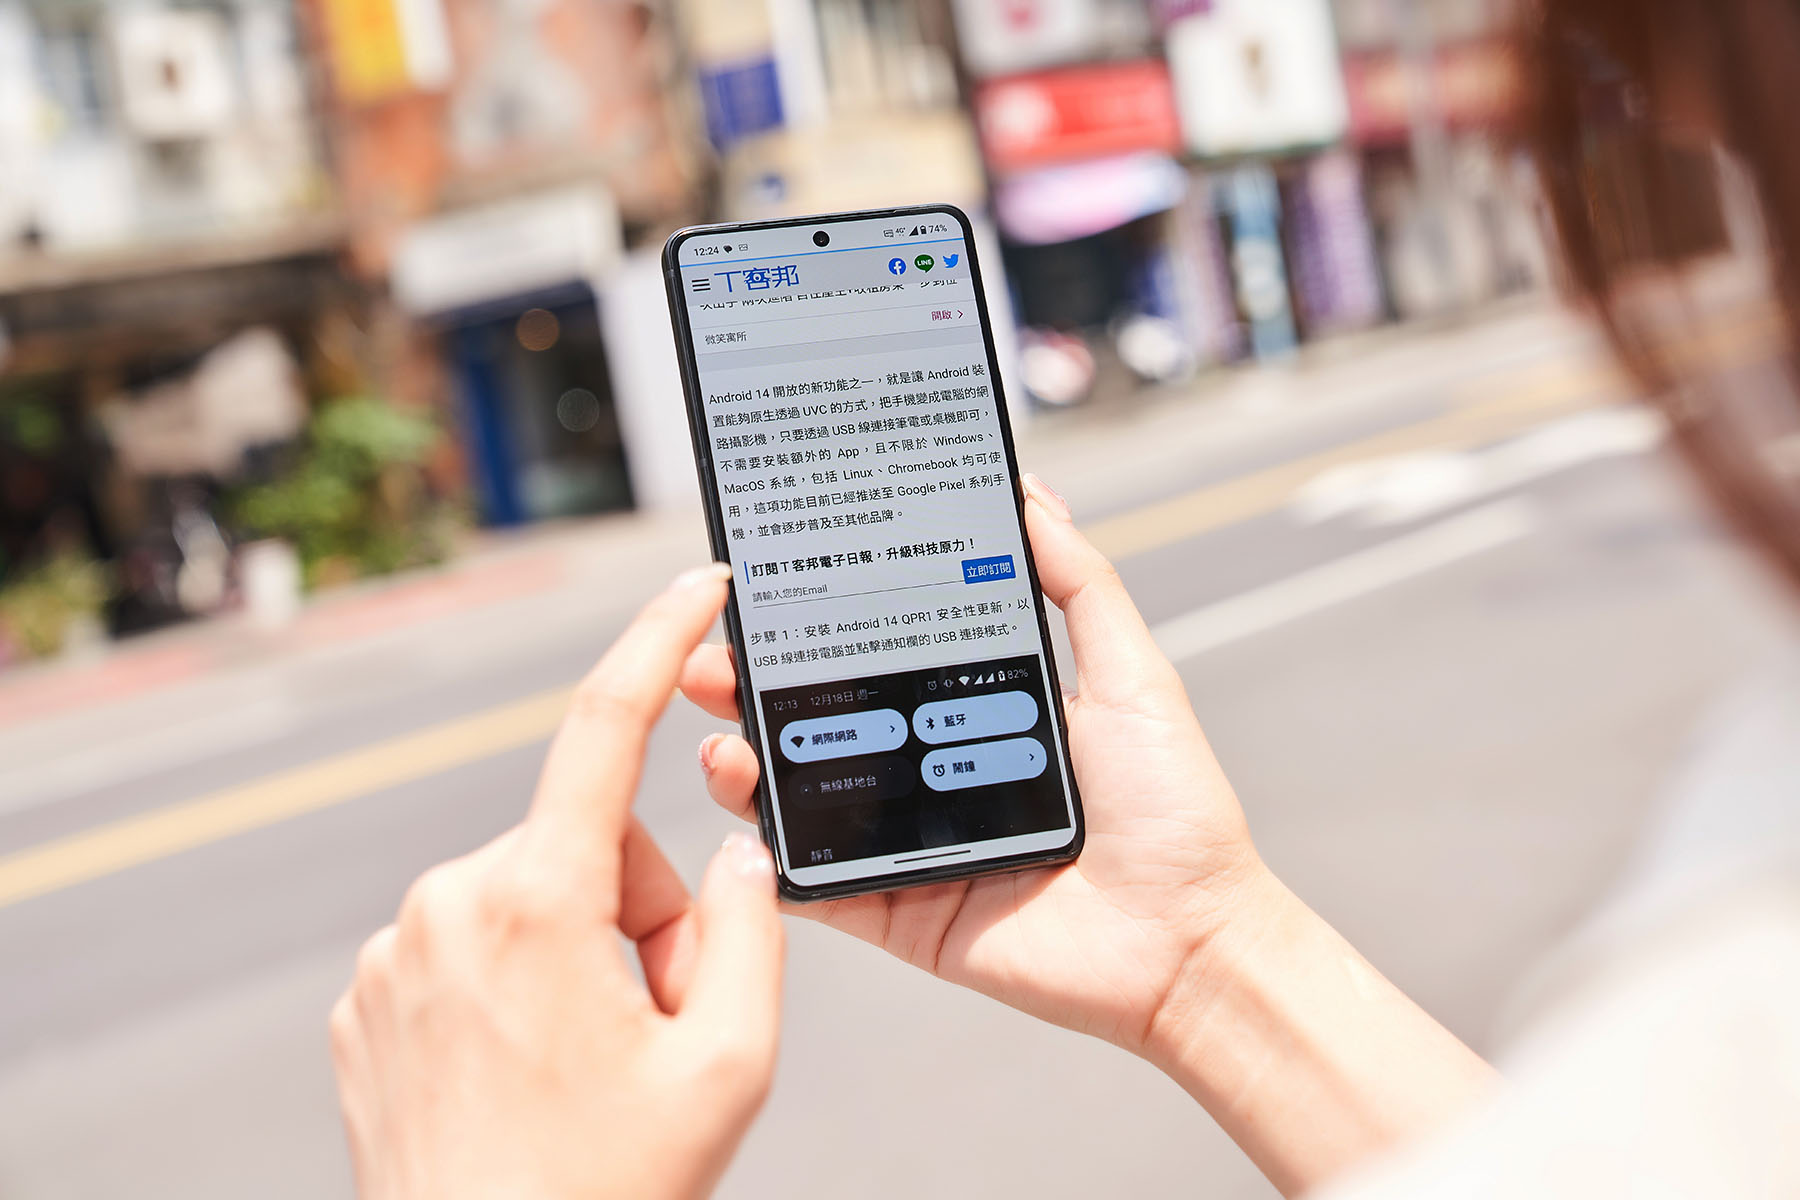 12:24
4G+ 74%
T客邦
LINE
微笑寓所
開啟
Android 14 開放的新功能之一，就是讓 Android 裝
置能夠原生透過 UVC 的方式，把手機變成電腦的網
路攝影機，只要透過 USB 線連接筆電或桌機即可，
不需要安裝額外的 App，且不限於 Windows、
MacOS 系統，包括 Linux、Chromebook 均可使
用，這項功能目前已經推送至 Google Pixel 系列手
機，並會逐步普及至其他品牌。
訂閱T客邦電子日報，升級科技原力！
請輸入您的Email
立即訂閱
步驟 1：安裝 Android 14 QPR1 安全性更新，以
USB 線連接電腦並點擊通知欄的 USB 連接模式。
12:13 12月18日 週一
82%
網際網路
藍牙
無線基地台
鬧鐘
靜音